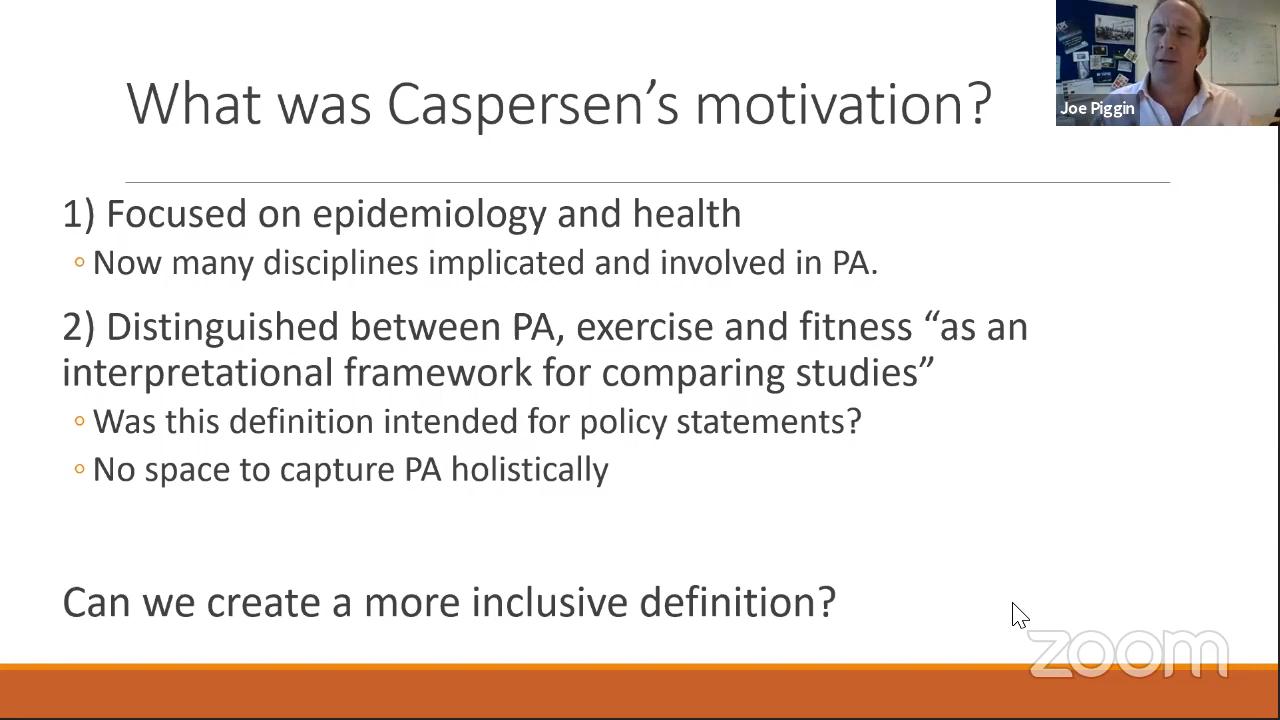 What was Caspersen’s motivation?
Joe Piggin
1) Focused on epidemiology and health
◦ Now many disciplines implicated and involved in PA.
2) Distinguished between PA, exercise and fitness “as an
interpretational framework for comparing studies”
◦ Was this definition intended for policy statements?
◦ No space to capture PA holistically
Can we create a more inclusive definition?
zoom